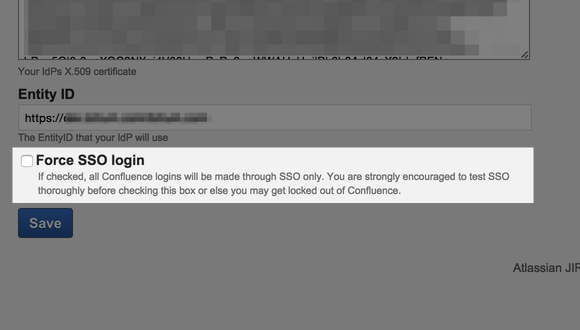 Your IdPs X.509 certificate
Entity ID
https://
The EntityID that your IdP will use
Force SSO login
If checked, all Confluence logins will be made through SSO only. You are strongly encouraged to test SSO
thoroughly before checking this box or else you may get locked out of Confluence.
Save
Atlassian JIR